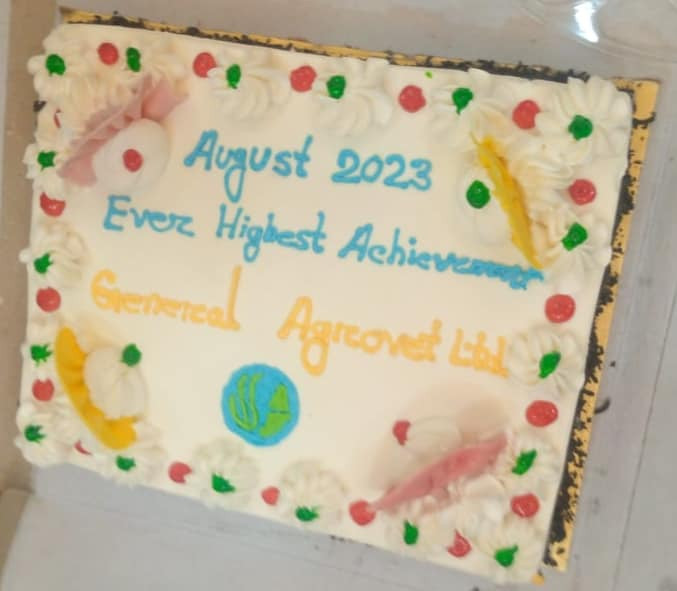 August 2023
Ever Highest Achievement
General Agrovet Ltd.